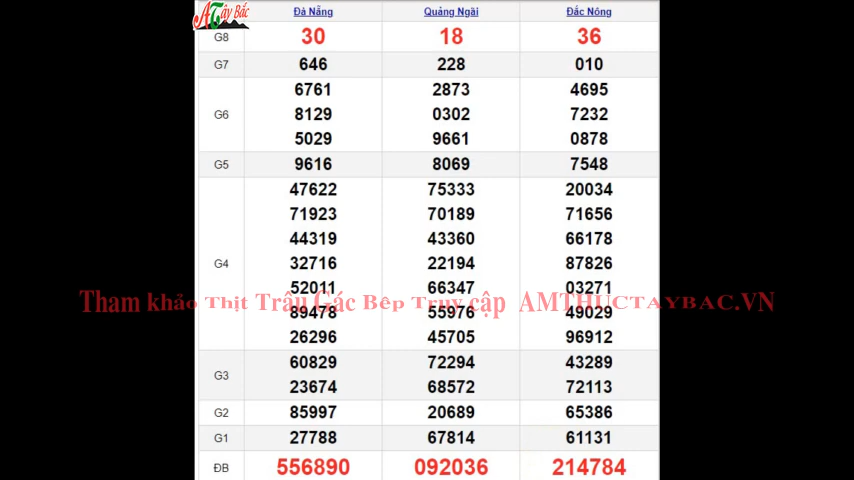 A Tây Bắc
Đà Nẵng Quảng Ngãi Đắc Nông
G8 30 18 36
G7 646 228 010
6761 2873 4695
G6 8129 0302 7232
5029 9661 0878
G5 9616 8069 7548
47622 75333 20034
71923 70189 71656
44319 43360 66178
G4 32716 22194 87826
52011 66347 03271
Tham khảo Thịt Trâu Gác Bếp Truy cập AMTHUCTAYBAC.VN
89478 55976 49029
26296 45705 96912
G3 60829 72294 43289
23674 68572 72113
G2 85997 20689 65386
G1 27788 67814 61131
ĐB 556890 092036 214784